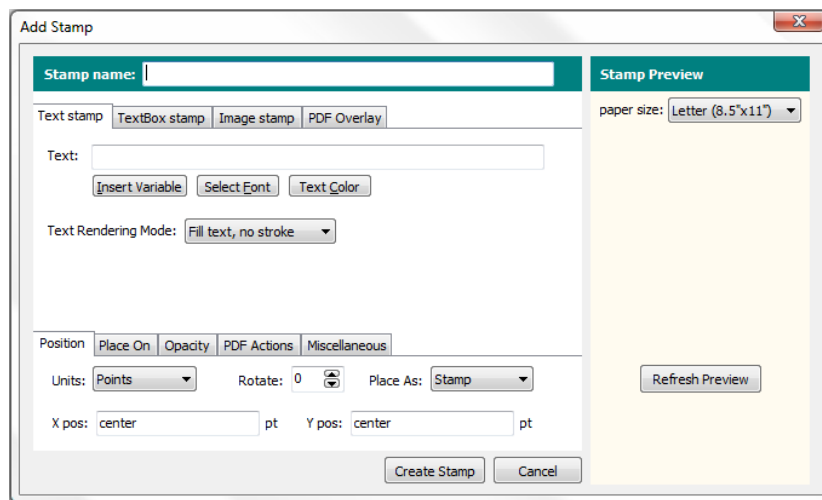 Add Stamp
X
Stamp name:
Stamp Preview
Text stamp TextBox stamp Image stamp PDF Overlay
paper size: Letter (8.5"x11")
Text:
Insert Variable Select Font Text Color
Text Rendering Mode: Fill text, no stroke
Position Place On Opacity PDF Actions Miscellaneous
Units: Points Rotate: 0 Place As: Stamp
Refresh Preview
X pos: center pt Y pos: center pt
Create Stamp Cancel